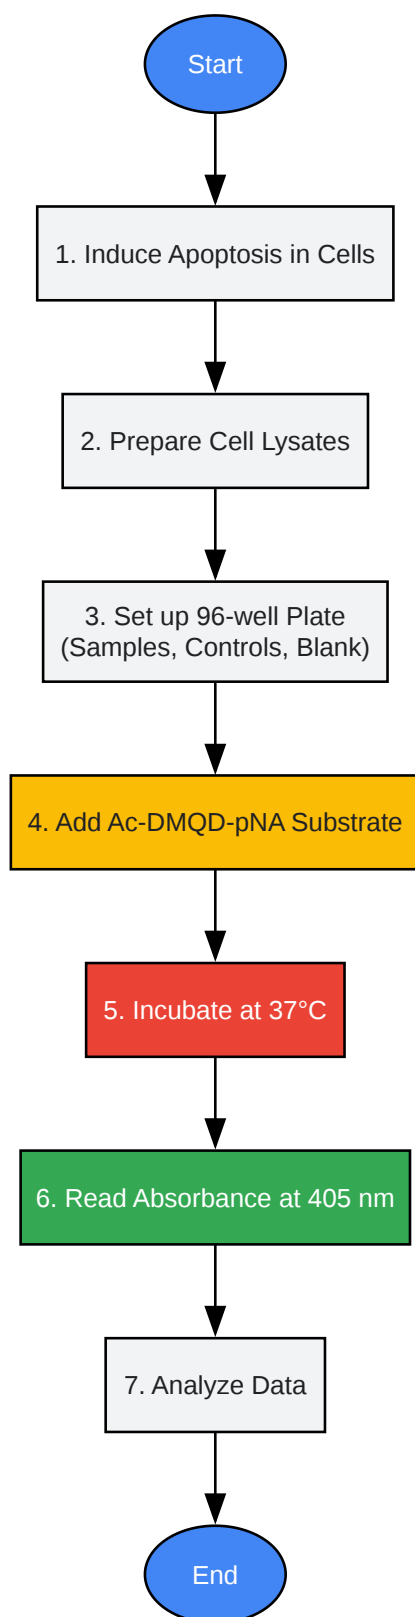 Start
1. Induce Apoptosis in Cells
2. Prepare Cell Lysates
3. Set up 96-well Plate
(Samples, Controls, Blank)
4. Add Ac-DMQD-pNA Substrate
5. Incubate at 37°C
6. Read Absorbance at 405 nm
7. Analyze Data
End